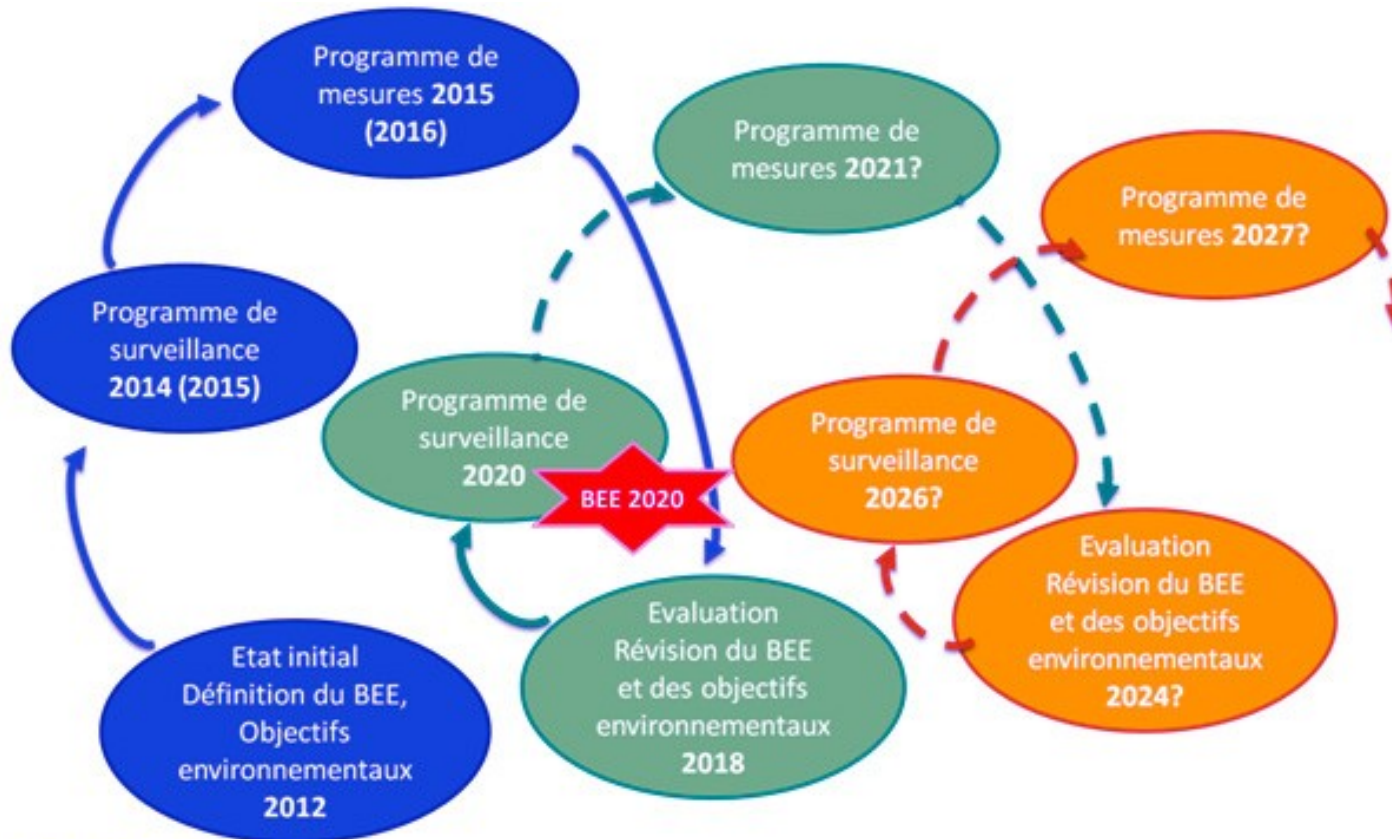 Programme de
mesures 2015
(2016)
Programme de
mesures 2021?
Programme de
mesures 2027?
Programme de
surveillance
2014 (2015)
Programme de
surveillance
2020
BEE 2020
Programme de
surveillance
2026?
Etat initial
Définition du BEE,
Objectifs
environnementaux
2012
Evaluation
Révision du BEE
et des objectifs
environnementaux
2018
Evaluation
Révision du BEE
et des objectifs
environnementaux
2024?